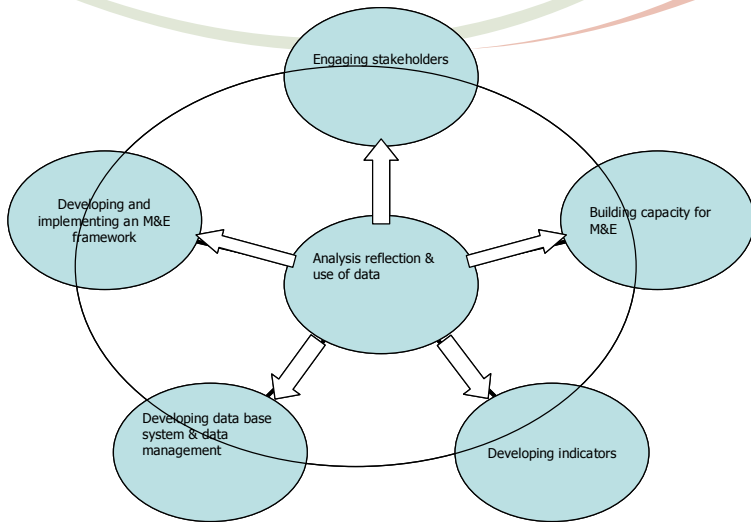 Engaging stakeholders
Developing and
implementing an M&E
framework
Building capacity for
M&E
Analysis reflection &
use of data
Developing data base
system & data
management
Developing indicators